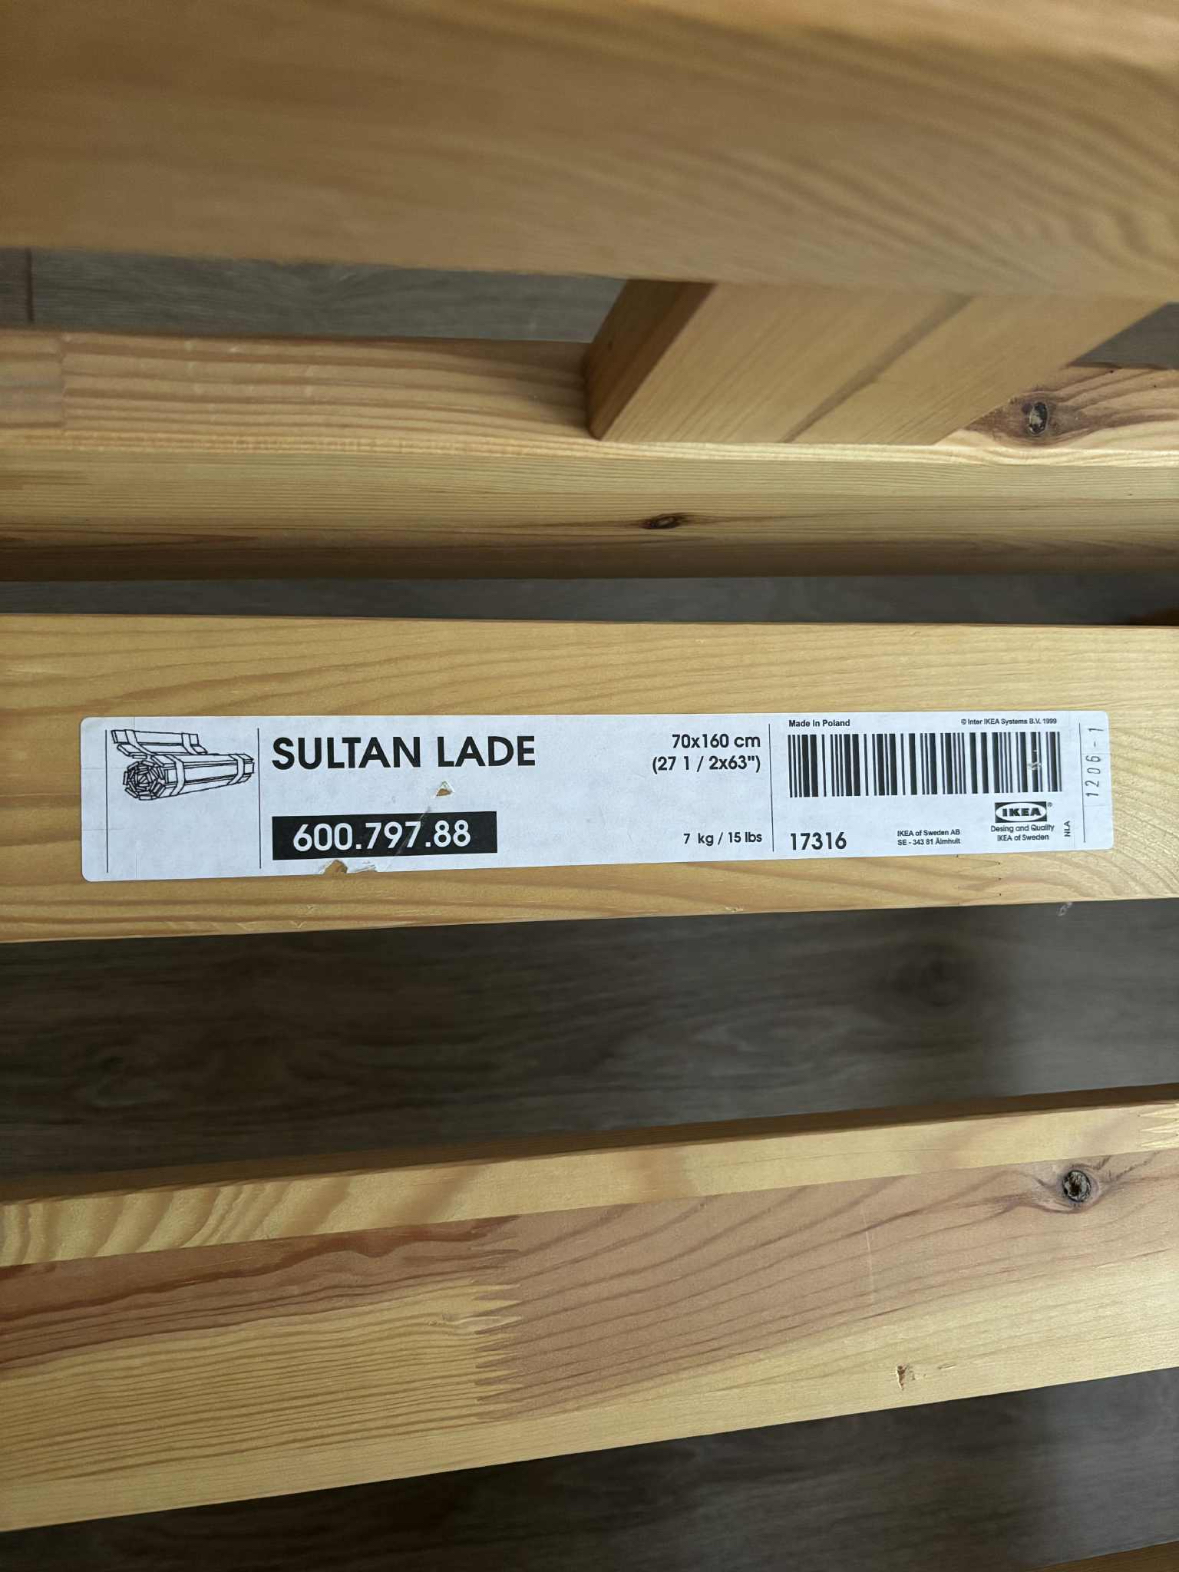 SULTAN LADE
600.797.88
70x160 cm
(27 1 / 2x63")
7 kg / 15 lbs
Made in Poland
© Inter IKEA Systems B.V. 1999
17316
IKEA of Sweden AB
SE - 343 81 Älmhult
IKEA®
Desing and Quality
IKEA of Sweden
NLA
1206-1